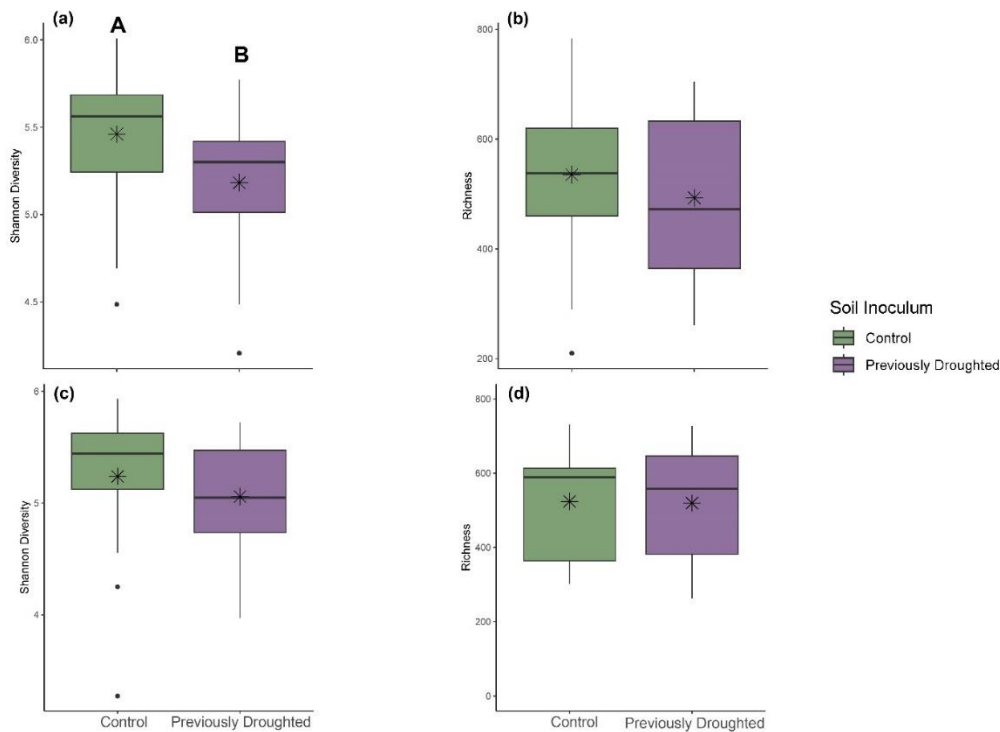 (a)
A
B
6.0
5.5
5.0
4.5
Shannon Diversity
(b)
800
600
400
200
Richness
Soil Inoculum
Control
Previously Droughted
(c)
6
5
4
Shannon Diversity
Control
Previously Droughted
(d)
800
600
400
200
0
Richness
Control
Previously Droughted